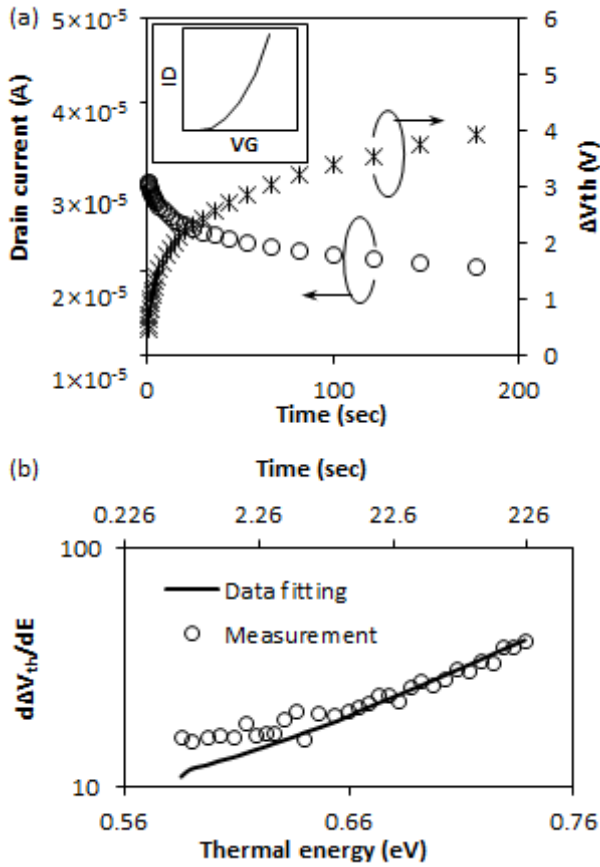 (a)
5×10⁻⁵
4×10⁻⁵
3×10⁻⁵
2×10⁻⁵
1×10⁻⁵
Drain current (A)
ID
VG
6
5
4
3
2
1
0
ΔVth (V)
0
100
200
Time (sec)
(b)
Time (sec)
0.226
2.26
22.6
226
100
10
dΔVth/dE
Data fitting
Measurement
0.56
0.66
0.76
Thermal energy (eV)